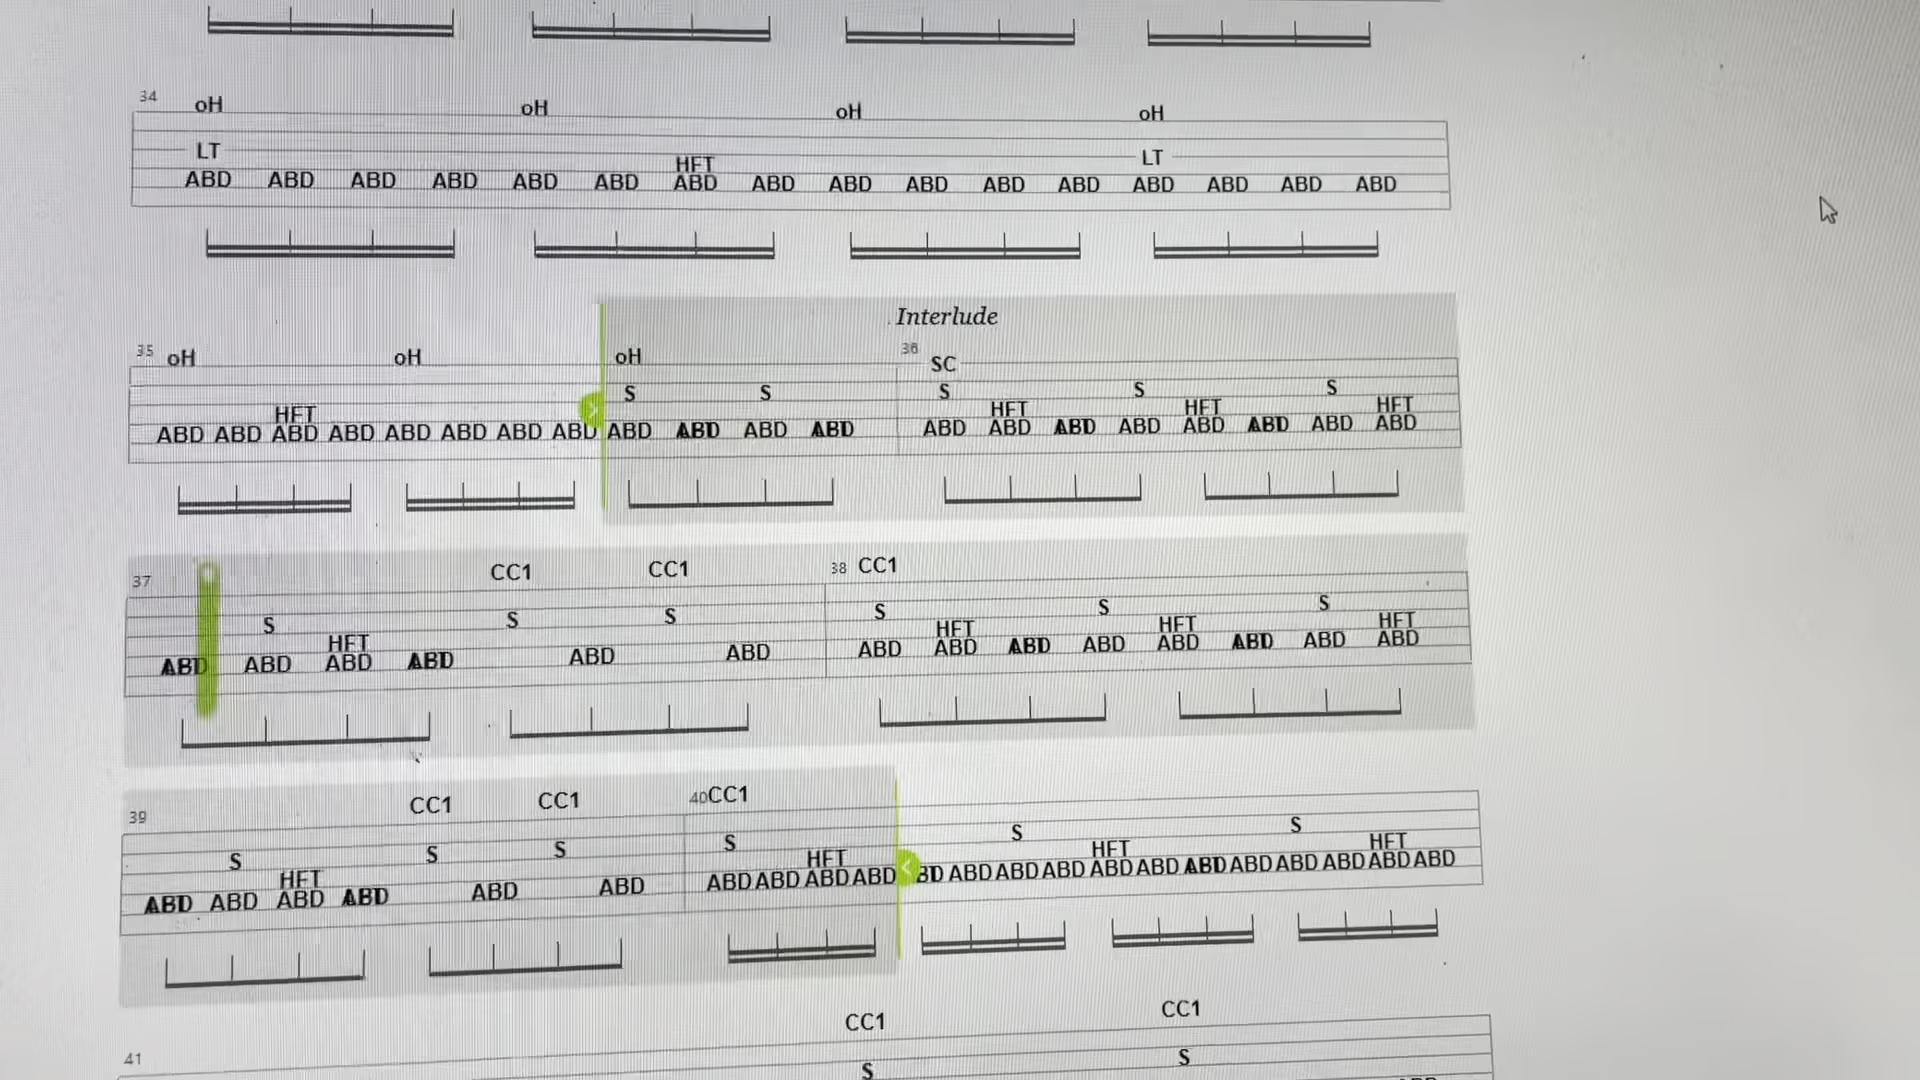 34 oH oH oH oH
LT HFT LT
ABD ABD ABD ABD ABD ABD ABD ABD ABD ABD ABD ABD ABD ABD ABD ABD
Interlude
35 oH oH oH 36 SC
S S S S S
HFT HFT HFT HFT
ABD ABD ABD ABD ABD ABD ABD ABD ABD ABD ABD ABD ABD ABD ABD ABD ABD ABD ABD ABD
37 CC1 CC1 38 CC1
S S S S S S
HFT HFT HFT HFT
ABD ABD ABD ABD ABD ABD ABD ABD ABD ABD ABD ABD ABD ABD
39 CC1 CC1 40 CC1
S S S S S S
HFT HFT HFT HFT
ABD ABD ABD ABD ABD ABD ABD ABD ABD ABD BD ABD ABD ABD ABD ABD ABD ABD ABD ABD ABD ABD
41 CC1 CC1
S S